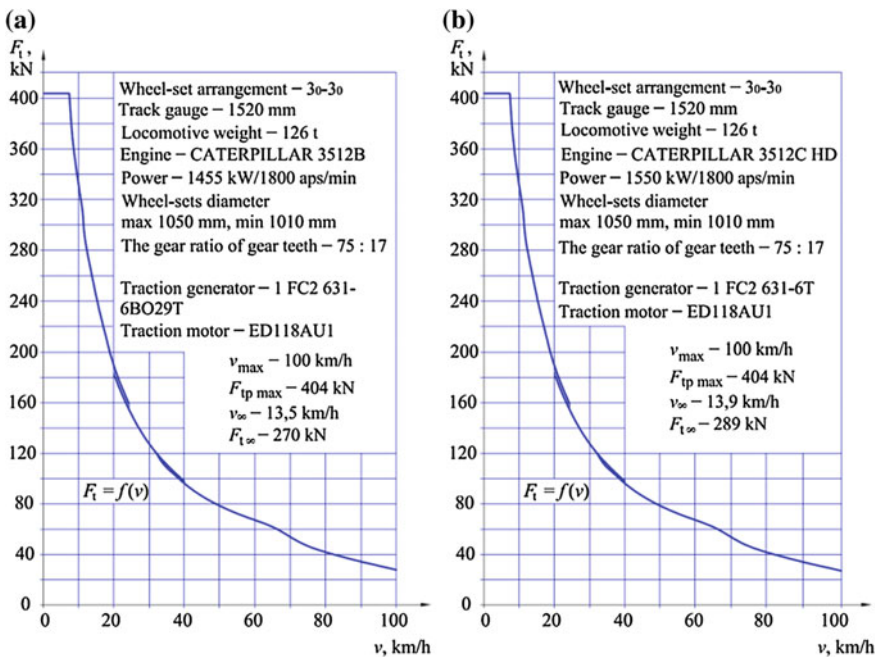 (a)
Fₜ,
kN
400
360
320
280
240
200
160
120
80
40
0
0 20 40 60 80 100
v, km/h
Wheel-set arrangement – 3₀-3₀
Track gauge – 1520 mm
Locomotive weight – 126 t
Engine – CATERPILLAR 3512B
Power – 1455 kW/1800 aps/min
Wheel-sets diameter
max 1050 mm, min 1010 mm
The gear ratio of gear teeth – 75 : 17
Traction generator – 1 FC2 631-
6BO29T
Traction motor – ED118AU1
vmax – 100 km/h
Ftp max – 404 kN
v∞ – 13,5 km/h
Fₜ∞ – 270 kN
Fₜ = f(v)
(b)
Fₜ,
kN
400
360
320
280
240
200
160
120
80
40
0
0 20 40 60 80 100
v, km/h
Wheel-set arrangement – 3₀-3₀
Track gauge – 1520 mm
Locomotive weight – 126 t
Engine – CATERPILLAR 3512C HD
Power – 1550 kW/1800 aps/min
Wheel-sets diameter
max 1050 mm, min 1010 mm
The gear ratio of gear teeth – 75 : 17
Traction generator – 1 FC2 631-6T
Traction motor – ED118AU1
vmax – 100 km/h
Ftp max – 404 kN
v∞ – 13,9 km/h
Fₜ∞ – 289 kN
Fₜ = f(v)